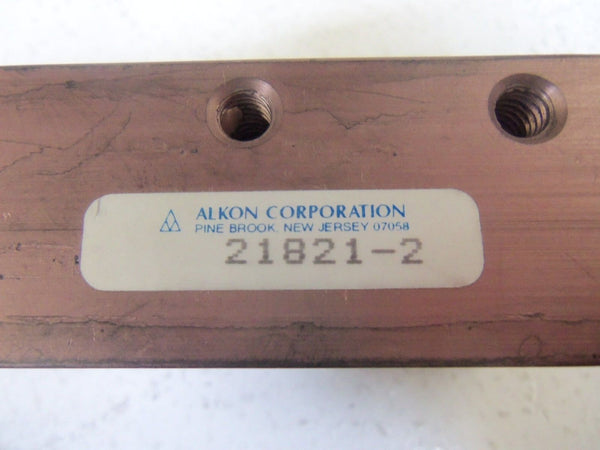 ALKON CORPORATION
PINE BROOK, NEW JERSEY 07058
21821-2